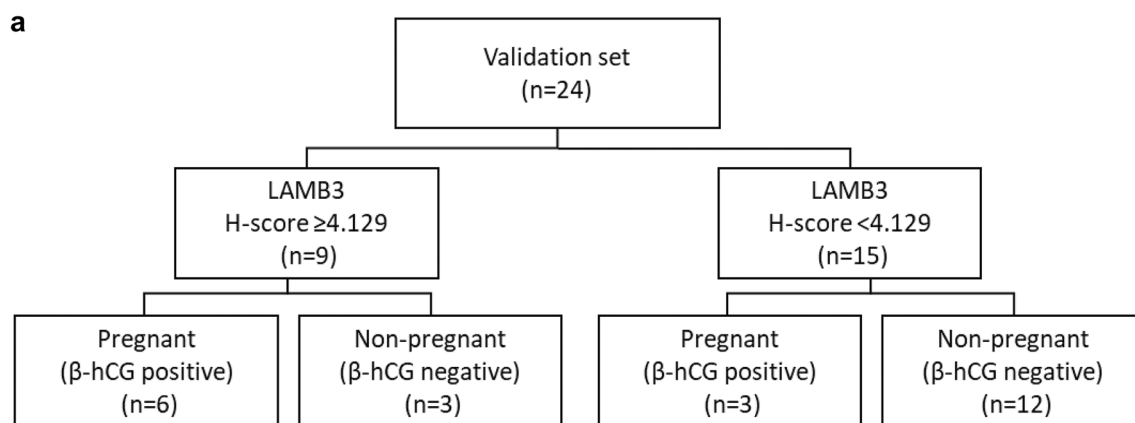 a
Validation set
(n=24)
LAMB3
H-score ≥4.129
(n=9)
LAMB3
H-score <4.129
(n=15)
Pregnant
(β-hCG positive)
(n=6)
Non-pregnant
(β-hCG negative)
(n=3)
Pregnant
(β-hCG positive)
(n=3)
Non-pregnant
(β-hCG negative)
(n=12)